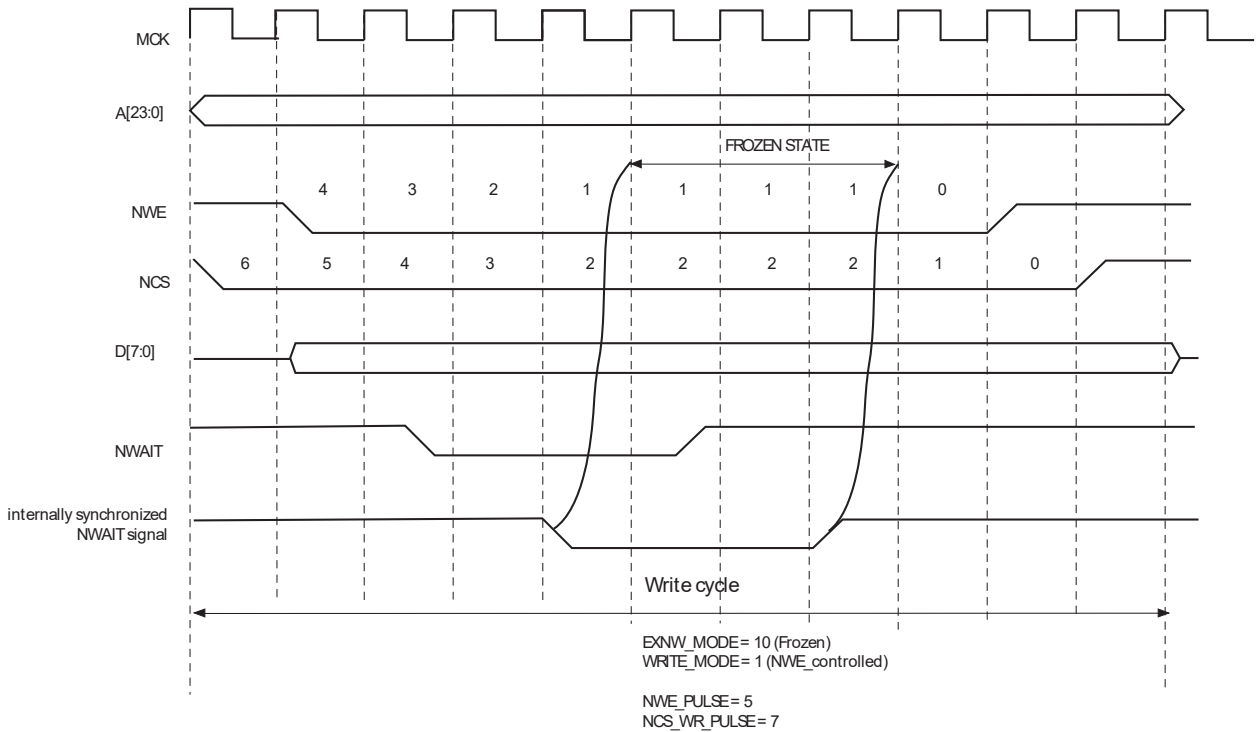 MCK
A[23:0]
FROZEN STATE
4 3 2 1 1 1 1 0
NWE
6 5 4 3 2 2 2 2 1 0
NCS
D[7:0]
NWAIT
internally synchronized
NWAIT signal
Write cycle
EXNW_MODE = 10 (Frozen)
WRITE_MODE = 1 (NWE_controlled)
NWE_PULSE = 5
NCS_WR_PULSE = 7